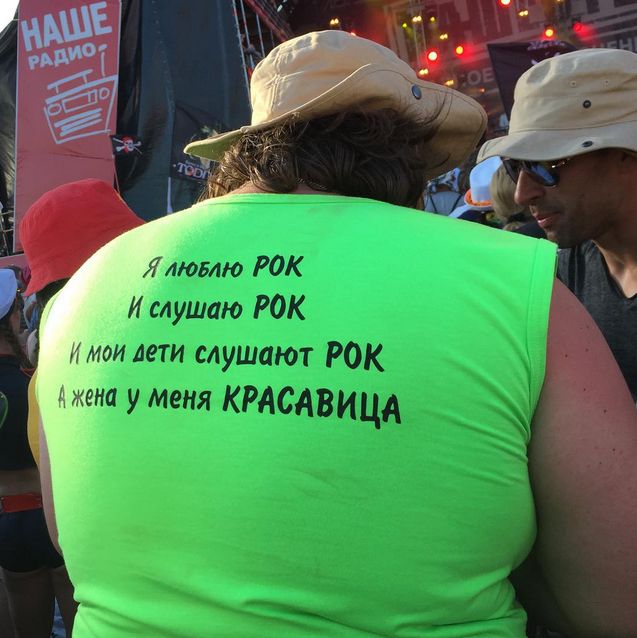 НАШЕ
РАДИО
Я люблю РОК
И слушаю РОК
И мои дети слушают РОК
А жена у меня КРАСАВИЦА